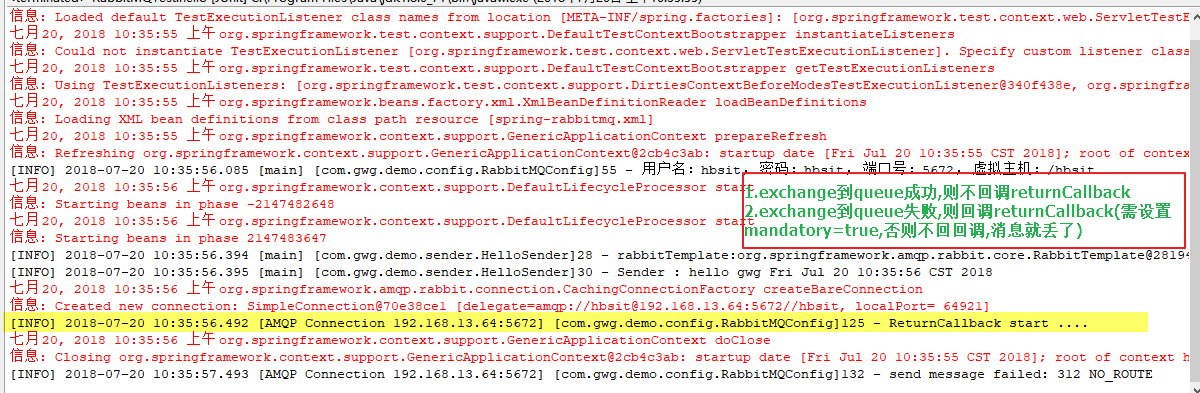 信息: Loaded default TestExecutionListener class names from location [META-INF/spring.factories]: [org.springframework.test.context.web.ServletTestE
七月 20, 2018 10:35:55 上午 org.springframework.test.context.support.DefaultTestContextBootstrapper instantiateListeners
信息: Could not instantiate TestExecutionListener [org.springframework.test.context.web.ServletTestExecutionListener]. Specify custom listener class
七月 20, 2018 10:35:55 上午 org.springframework.test.context.support.DefaultTestContextBootstrapper getTestExecutionListeners
信息: Using TestExecutionListeners: [org.springframework.test.context.support.DirtiesContextBeforeModesTestExecutionListener@340f438e, org.springfram
七月 20, 2018 10:35:55 上午 org.springframework.beans.factory.xml.XmlBeanDefinitionReader loadBeanDefinitions
信息: Loading XML bean definitions from class path resource [spring-rabbitmq.xml]
七月 20, 2018 10:35:55 上午 org.springframework.context.support.GenericApplicationContext prepareRefresh
信息: Refreshing org.springframework.context.support.GenericApplicationContext@2cb4c3ab: startup date [Fri Jul 20 10:35:55 CST 2018]; root of contex
[INFO] 2018-07-20 10:35:56.085 [main] [com.gwg.demo.config.RabbitMQConfig]55 - 用户名：hbsit, 密码：hbsit, 端口号：5672, 虚拟主机：/hbsit
七月 20, 2018 10:35:56 上午 org.springframework.context.support.DefaultLifecycleProcessor start
信息: Starting beans in phase -2147482648
七月 20, 2018 10:35:56 上午 org.springframework.context.support.DefaultLifecycleProcessor start
信息: Starting beans in phase 2147483647
1.exchange到queue成功,则不回调returnCallback
2.exchange到queue失败,则回调returnCallback(需设置
mandatory=true,否则不回回调,消息就丢了)
[INFO] 2018-07-20 10:35:56.394 [main] [com.gwg.demo.sender.HelloSender]28 - rabbitTemplate:org.springframework.amqp.rabbit.core.RabbitTemplate@28194
[INFO] 2018-07-20 10:35:56.395 [main] [com.gwg.demo.sender.HelloSender]30 - Sender : hello gwg Fri Jul 20 10:35:56 CST 2018
七月 20, 2018 10:35:56 上午 org.springframework.amqp.rabbit.connection.CachingConnectionFactory createBareConnection
信息: Created new connection: SimpleConnection@70e38ce1 [delegate=amqp://hbsit@192.168.13.64:5672//hbsit, localPort= 64921]
[INFO] 2018-07-20 10:35:56.492 [AMQP Connection 192.168.13.64:5672] [com.gwg.demo.config.RabbitMQConfig]125 - ReturnCallback start ....
七月 20, 2018 10:35:56 上午 org.springframework.context.support.GenericApplicationContext doClose
信息: Closing org.springframework.context.support.GenericApplicationContext@2cb4c3ab: startup date [Fri Jul 20 10:35:55 CST 2018]; root of context h
[INFO] 2018-07-20 10:35:57.493 [AMQP Connection 192.168.13.64:5672] [com.gwg.demo.config.RabbitMQConfig]132 - send message failed: 312 NO_ROUTE